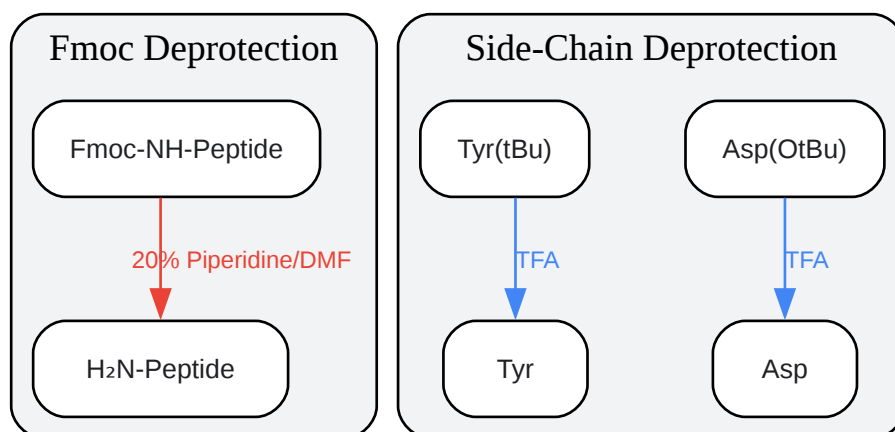 Fmoc Deprotection
Fmoc-NH-Peptide
20% Piperidine/DMF
H₂N-Peptide
Side-Chain Deprotection
Tyr(tBu)
Asp(OtBu)
TFA
TFA
Tyr
Asp